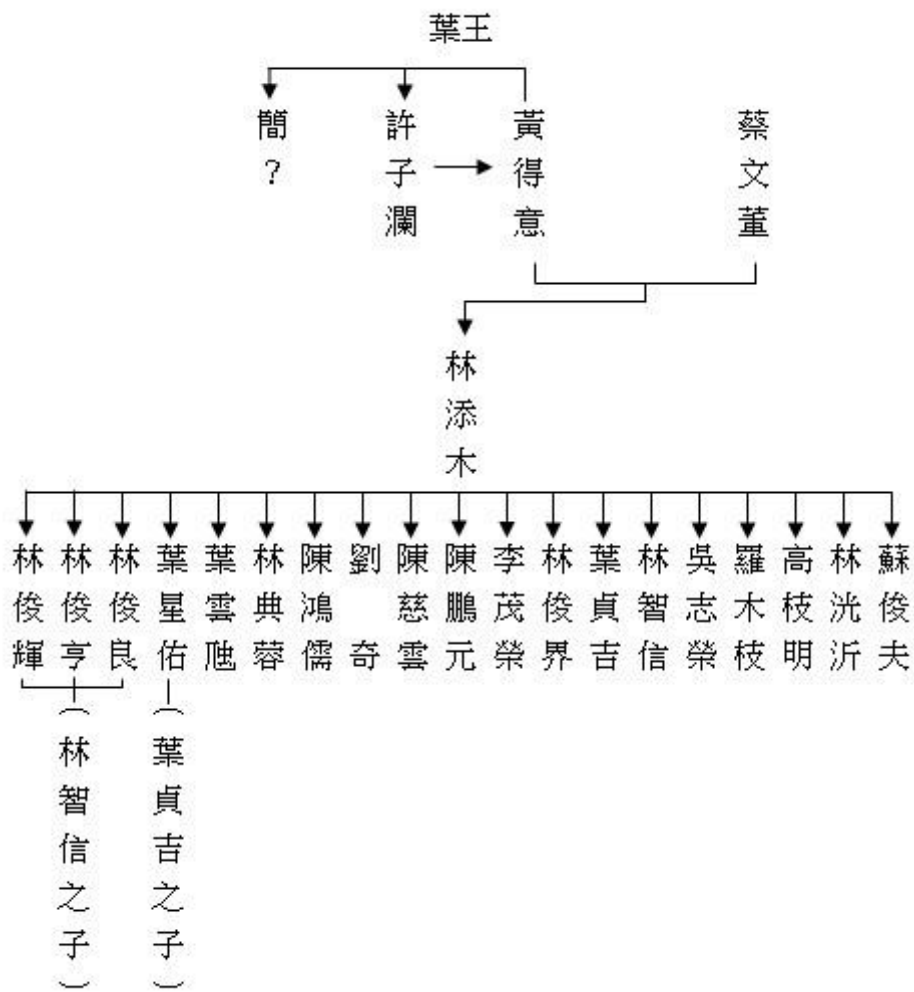 葉王
簡？
許子瀾
黃得意
蔡文董
林添木
林俊輝
林俊亨
林俊良
葉星佑
葉雲
林典蓉
陳鴻儒
劉　奇
陳慈雲
陳鵬元
李茂榮
林俊界
葉貞吉
林智信
吳志榮
羅木枝
高枝明
林洸沂
蘇俊夫
（林智信之子）
（葉貞吉之子）